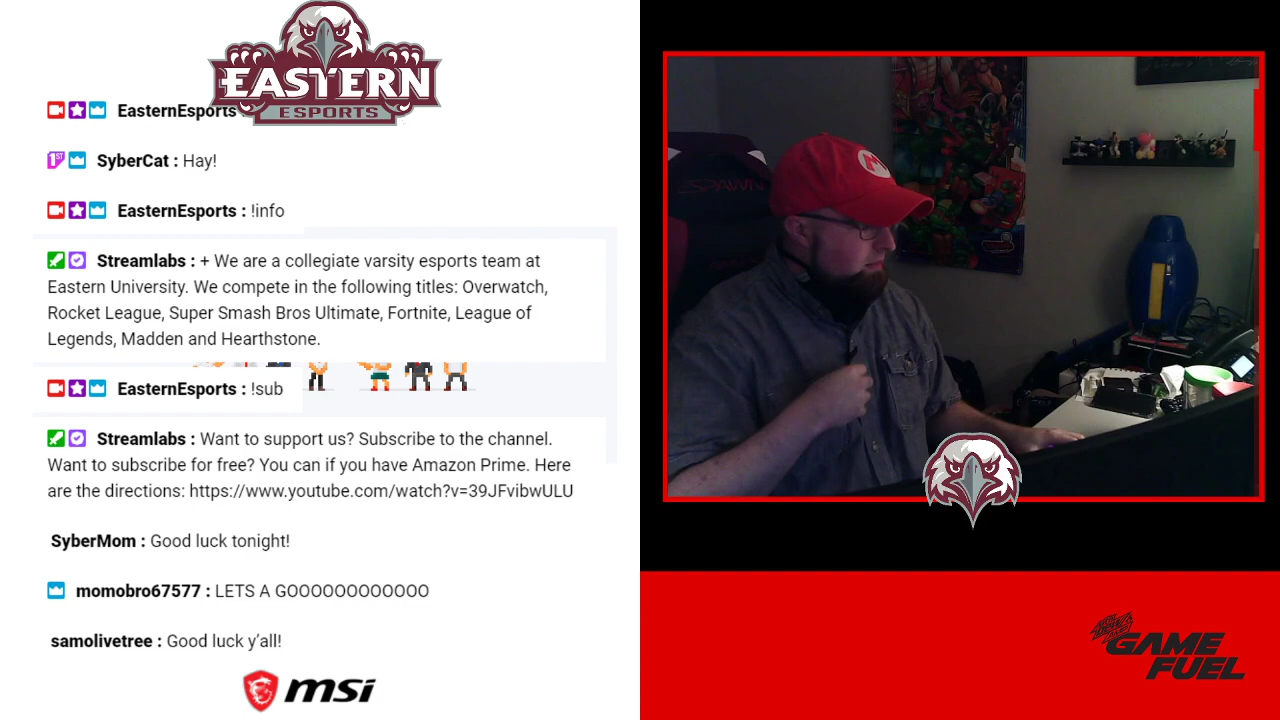 EASTERN
ESPORTS
EasternEsports
SyberCat : Hay!
EasternEsports : !info
Streamlabs : + We are a collegiate varsity esports team at
Eastern University. We compete in the following titles: Overwatch,
Rocket League, Super Smash Bros Ultimate, Fortnite, League of
Legends, Madden and Hearthstone.
EasternEsports : !sub
Streamlabs : Want to support us? Subscribe to the channel.
Want to subscribe for free? You can if you have Amazon Prime. Here
are the directions: https://www.youtube.com/watch?v=39JFvibwULU
SyberMom : Good luck tonight!
momobro67577 : LETS A GOOOOOOOOOOOO
samolivetree : Good luck y’all!
msi
1ST
SPAWN
M
GAME
FUEL